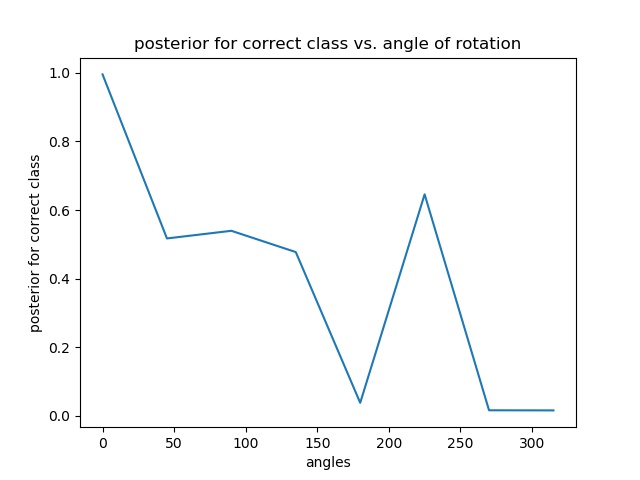 posterior for correct class vs. angle of rotation
posterior for correct class
1.0
0.8
0.6
0.4
0.2
0.0
0 50 100 150 200 250 300
angles